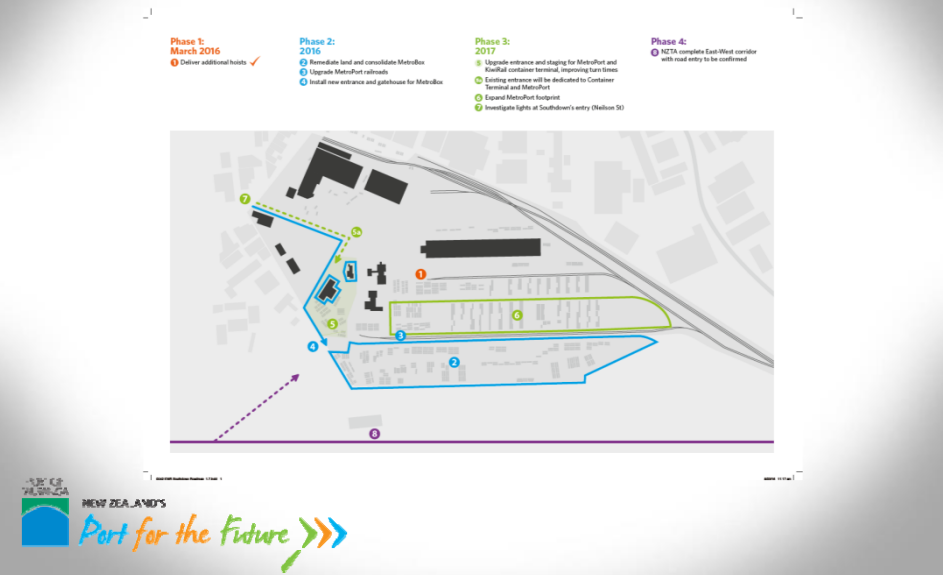 Phase 1:
March 2016
1 Deliver additional hoists
Phase 2:
2016
2 Remediate land and consolidate MetroBox
3 Upgrade MetroPort railroads
4 Install new entrance and gatehouse for MetroBox
Phase 3:
2017
5 Upgrade entrance and staging for MetroPort and
KiwiRail container terminal, improving turn times
5a Existing entrance will be dedicated to Container
Terminal and MetroPort
6 Expand MetroPort footprint
7 Investigate lights at Southdown's entry (Neilson St)
Phase 4:
8 NZTA complete East-West corridor
with road entry to be confirmed
7
5a
1
6
5
3
4
2
8
PORT OF
TAURANGA
NEW ZEALAND'S
Port for the Future